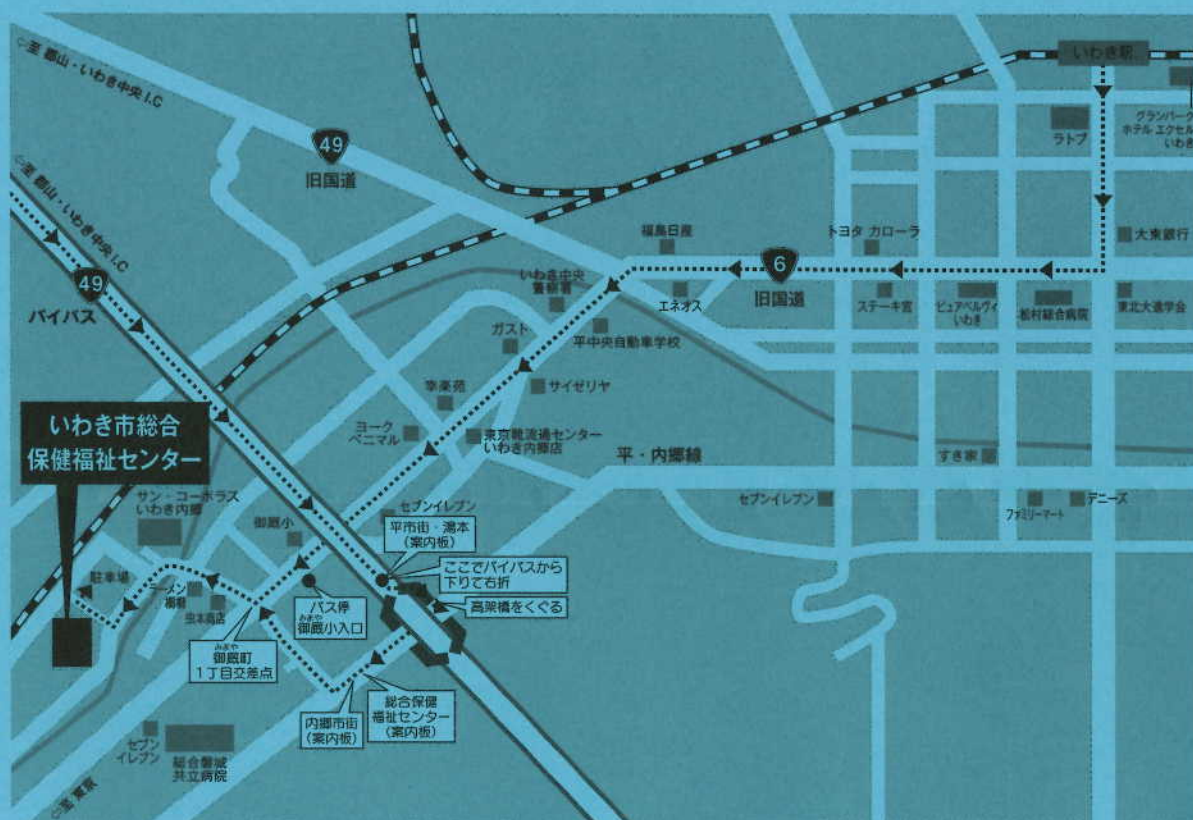 ⇦至 郡山・いわき中央I.C
49
旧国道
いわき駅
ラトブ
グランパーク
ホテル エクセル
いわき
⇦至 郡山・いわき中央I.C
49
バイパス
福島日産
トヨタ カローラ
大東銀行
いわき中央
警察署
6
旧国道
エネオス
ステーキ宮
ピュアベルヴィ
いわき
松村総合病院
東北大進学会
ガスト
平中央自動車学校
幸楽苑
サイゼリヤ
ヨーク
ベニマル
東京靴流通センター
いわき内郷店
平・内郷線
すき家
いわき市総合
保健福祉センター
サン・コーポラス
いわき内郷
御厩小
セブンイレブン
平市街・湯本
(案内板)
セブンイレブン
ファミリーマート
デニーズ
ここでバイパスから
下りて右折
高架橋をくぐる
駐車場
ラーメン
バス停
みまや
御厩小入口
みまや
御厩町
1丁目交差点
内郷市街
(案内板)
総合保健
福祉センター
(案内板)
セブン
イレブン
総合磐城
共立病院
⇦至 東京